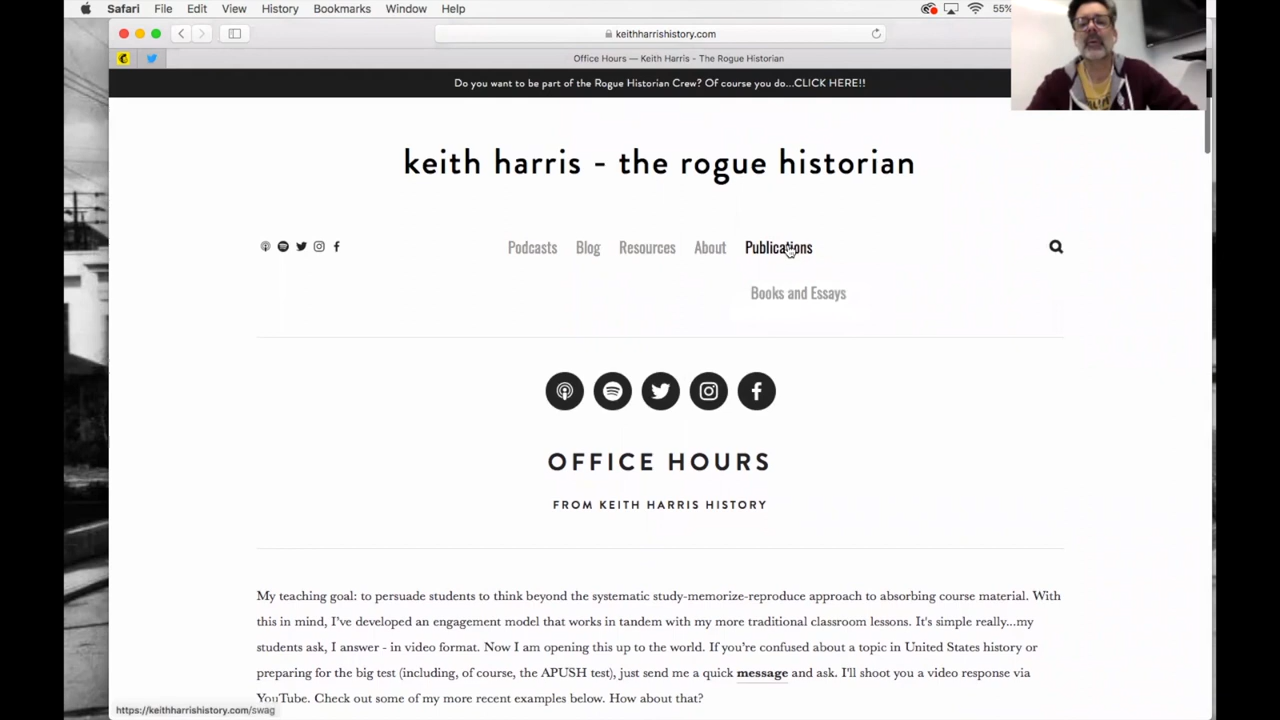 Safari File Edit View History Bookmarks Window Help 55%
keithharrishistory.com
Office Hours — Keith Harris - The Rogue Historian
Do you want to be part of the Rogue Historian Crew? Of course you do...CLICK HERE!!
keith harris - the rogue historian
Podcasts Blog Resources About Publications
Books and Essays
OFFICE HOURS
FROM KEITH HARRIS HISTORY
My teaching goal: to persuade students to think beyond the systematic study-memorize-reproduce approach to absorbing course material. With
this in mind, I've developed an engagement model that works in tandem with my more traditional classroom lessons. It's simple really...my
students ask, I answer - in video format. Now I am opening this up to the world. If you're confused about a topic in United States history or
preparing for the big test (including, of course, the APUSH test), just send me a quick message and ask. I'll shoot you a video response via
YouTube. Check out some of my more recent examples below. How about that?
https://keithharrishistory.com/swag